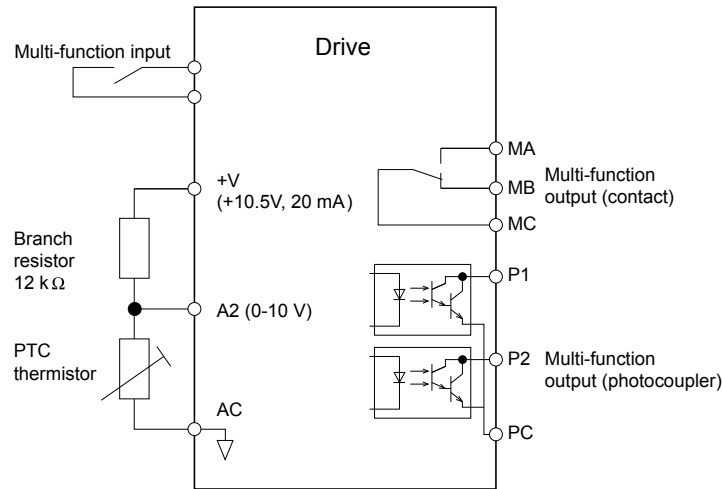 Drive
Multi-function input
+V
(+10.5V, 20 mA)
Branch
resistor
12 kΩ
A2 (0-10 V)
PTC
thermistor
AC
MA
MB
MC
Multi-function
output (contact)
P1
P2
PC
Multi-function
output (photocoupler)